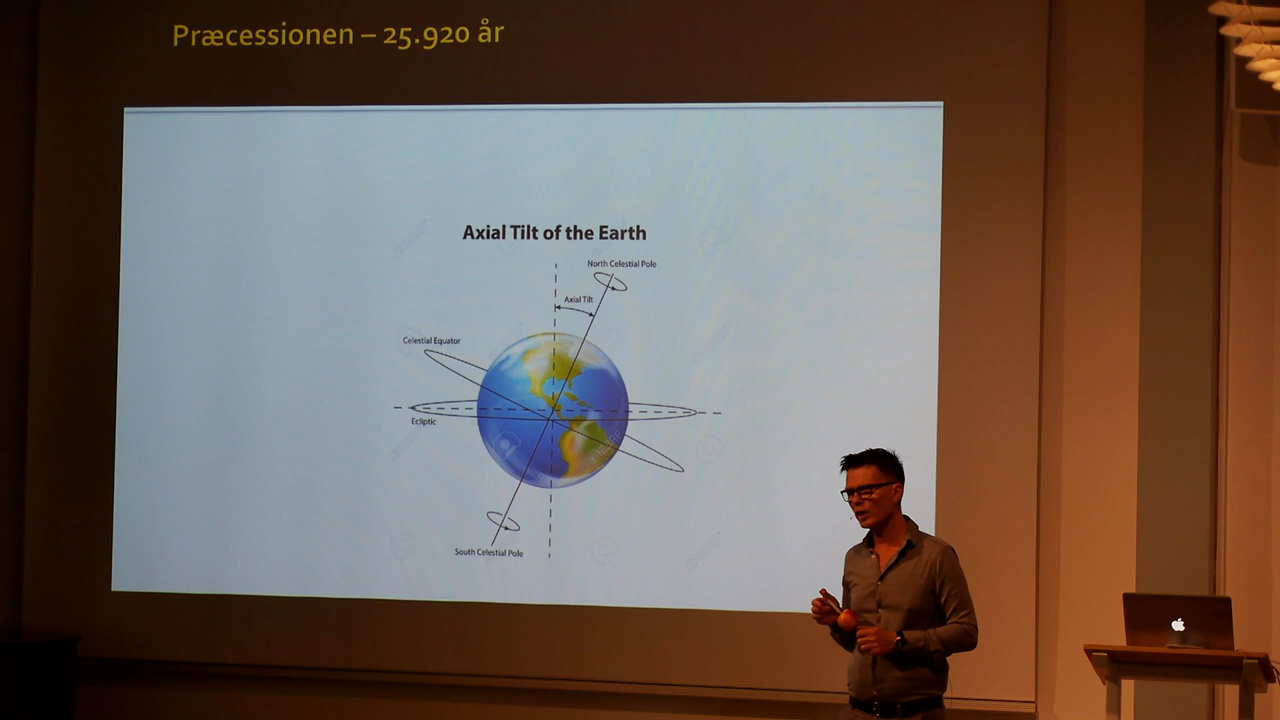 Præcessionen – 25.920 år
Axial Tilt of the Earth
North Celestial Pole
Axial Tilt
Celestial Equator
Ecliptic
South Celestial Pole